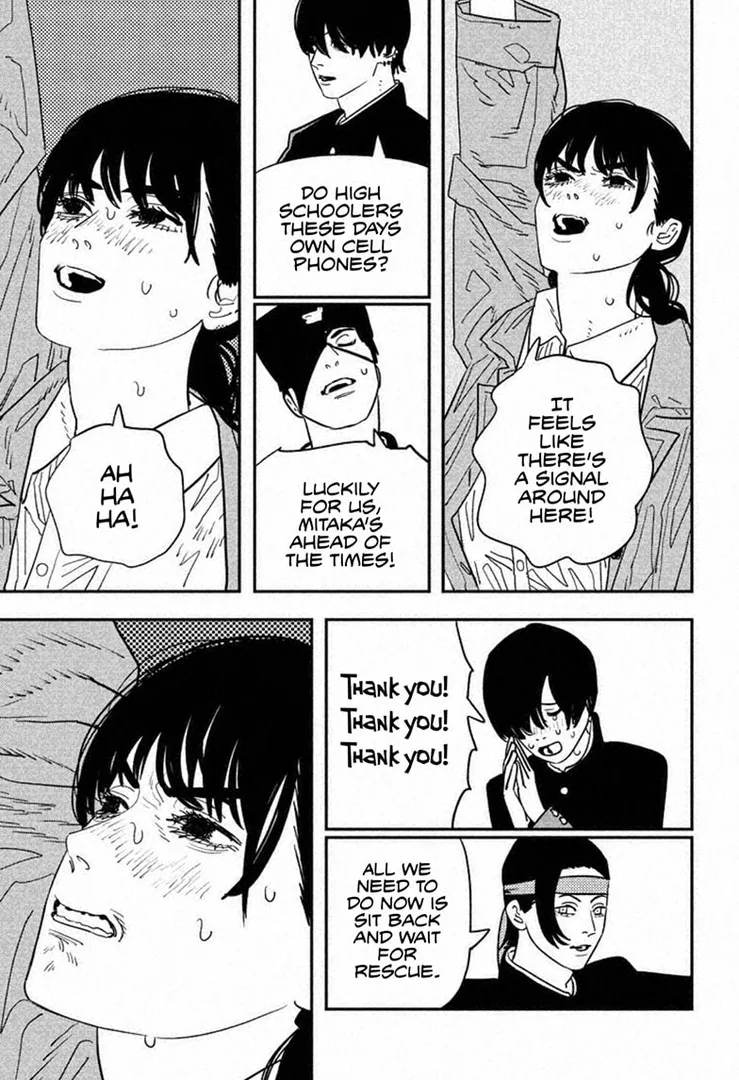 IT
FEELS
LIKE
THERE'S
A SIGNAL
AROUND
HERE!
DO HIGH
SCHOOLERS
THESE DAYS
OWN CELL
PHONES?
LUCKILY
FOR US,
MITAKA'S
AHEAD OF
THE TIMES!
AH
HA
HA!
Thank you!
Thank you!
Thank you!
ALL WE
NEED TO
DO NOW IS
SIT BACK
AND WAIT
FOR
RESCUE.